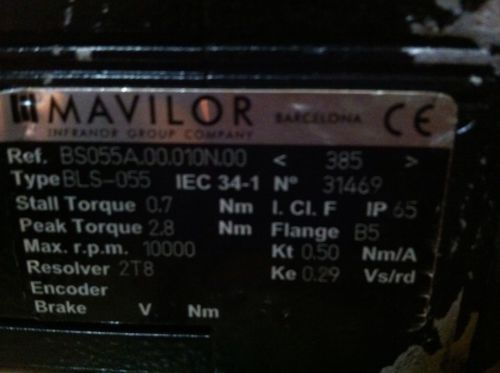 MAVILOR BARCELONA CE
INFRANOR GROUP COMPANY
Ref. BS055A.00.010N.00 < 385 >
Type BLS-055 IEC 34-1 Nº 31469
Stall Torque 0.7 Nm I. Cl. F IP 65
Peak Torque 2.8 Nm Flange B5
Max. r.p.m. 10000 Kt 0.50 Nm/A
Resolver 2T8 Ke 0.29 Vs/rd
Encoder
Brake V Nm